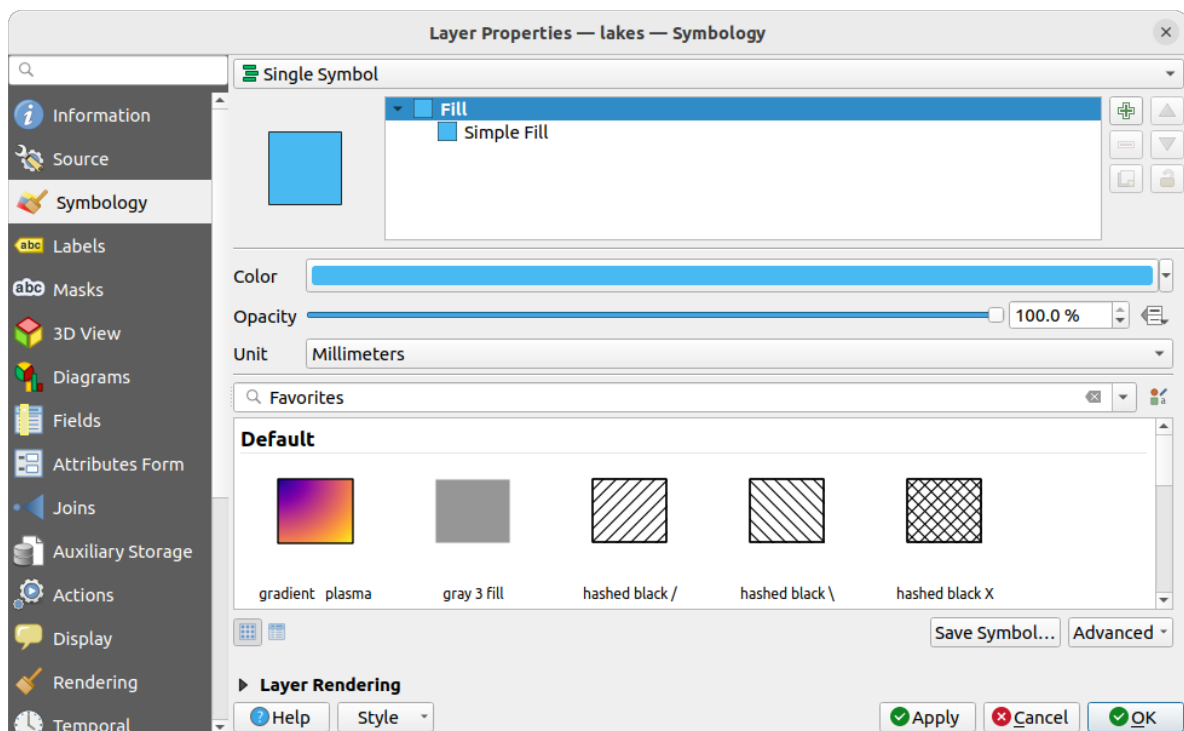 Layer Properties — lakes — Symbology
Information
Source
Symbology
abc Labels
abc Masks
3D View
Diagrams
Fields
Attributes Form
Joins
Auxiliary Storage
Actions
Display
Rendering
Temporal
Single Symbol
Fill
Simple Fill
Color
Opacity 100.0 %
Unit Millimeters
Favorites
Default
gradient plasma gray 3 fill hashed black / hashed black \ hashed black X
Save Symbol... Advanced
Layer Rendering
Help Style Apply Cancel OK